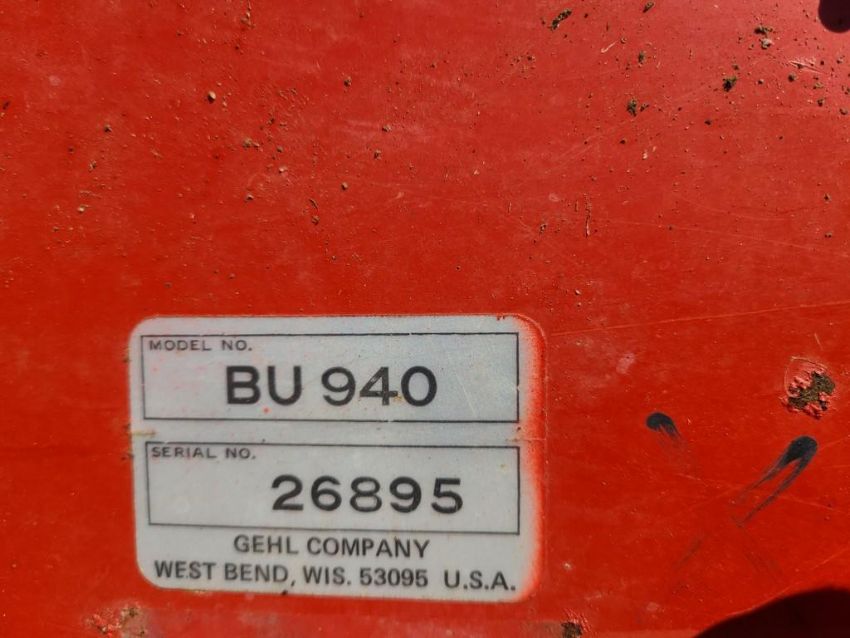 MODEL NO.
BU 940
SERIAL NO.
26895
GEHL COMPANY
WEST BEND, WIS. 53095 U.S.A.